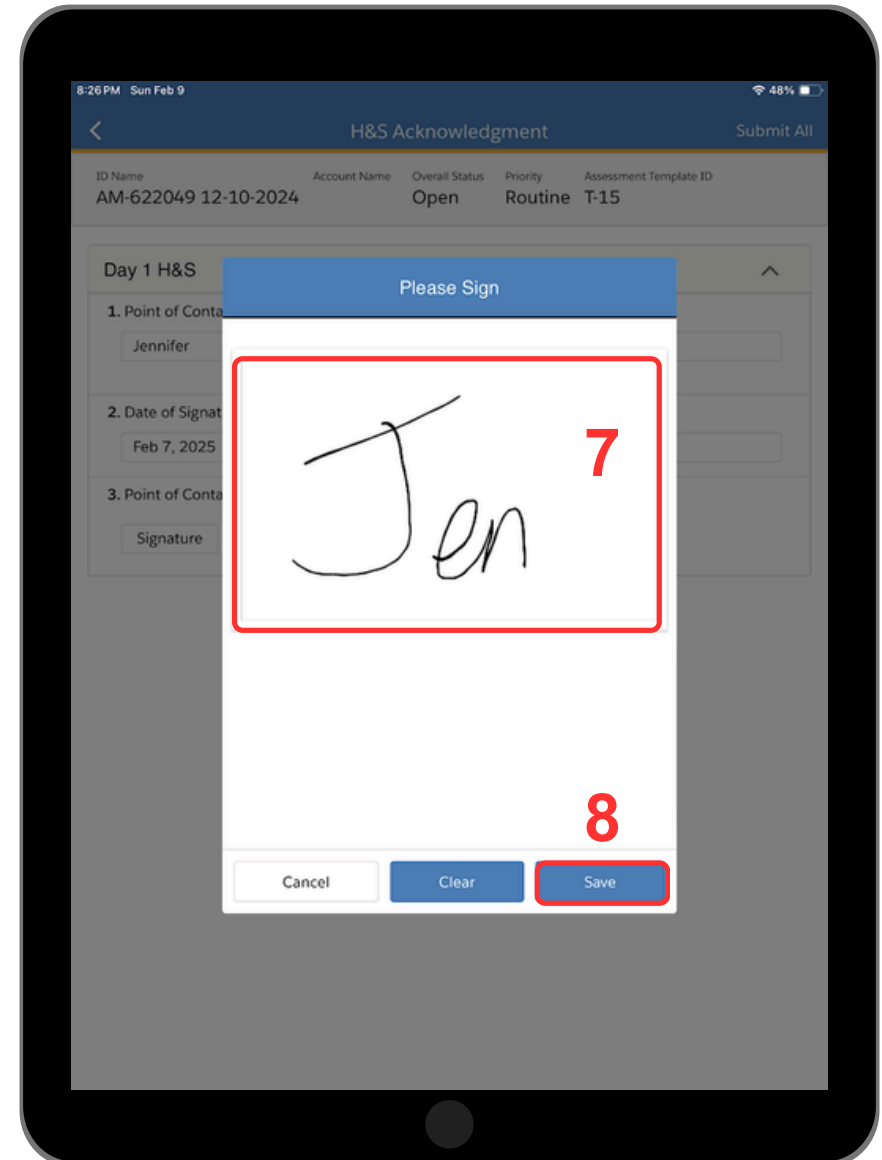 8:26 PM Sun Feb 9 48%
H&S Acknowledgment Submit All
ID Name Account Name Overall Status Priority Assessment Template ID
AM-622049 12-10-2024 Open Routine T-15
Day 1 H&S
Please Sign
1. Point of Conta
Jennifer
2. Date of Signat
Feb 7, 2025
3. Point of Conta
Signature
Jen
7
8
Cancel Clear Save